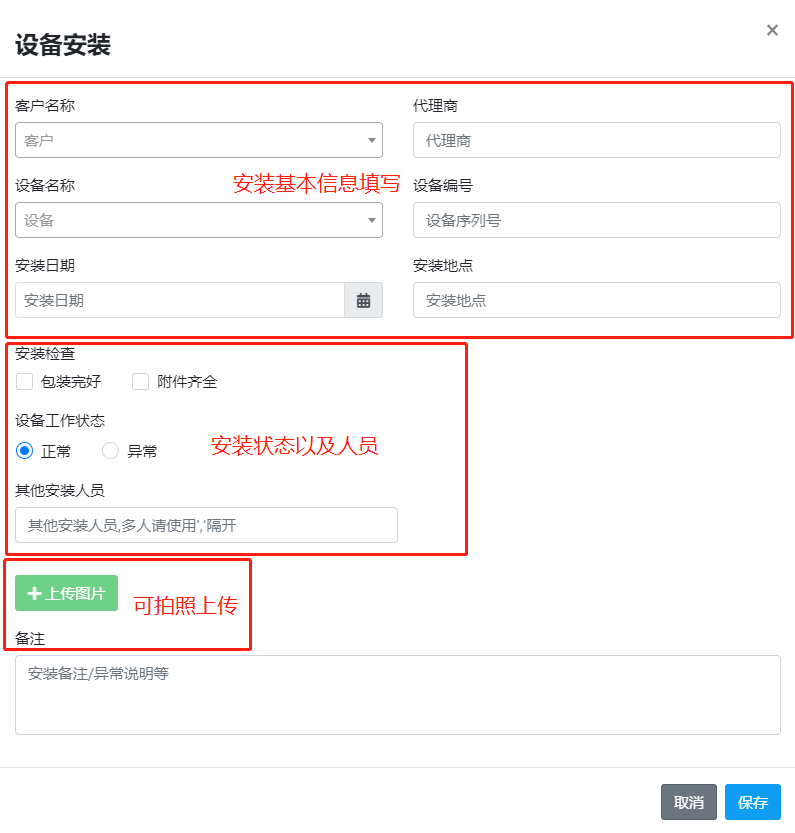 设备安装
×
客户名称
代理商
客户
代理商
设备名称
安装基本信息填写
设备编号
设备
设备序列号
安装日期
安装地点
安装日期
安装地点
安装检查
包装完好
附件齐全
设备工作状态
正常
异常
安装状态以及人员
其他安装人员
其他安装人员,多人请使用','隔开
+上传图片
可拍照上传
备注
安装备注/异常说明等
取消
保存